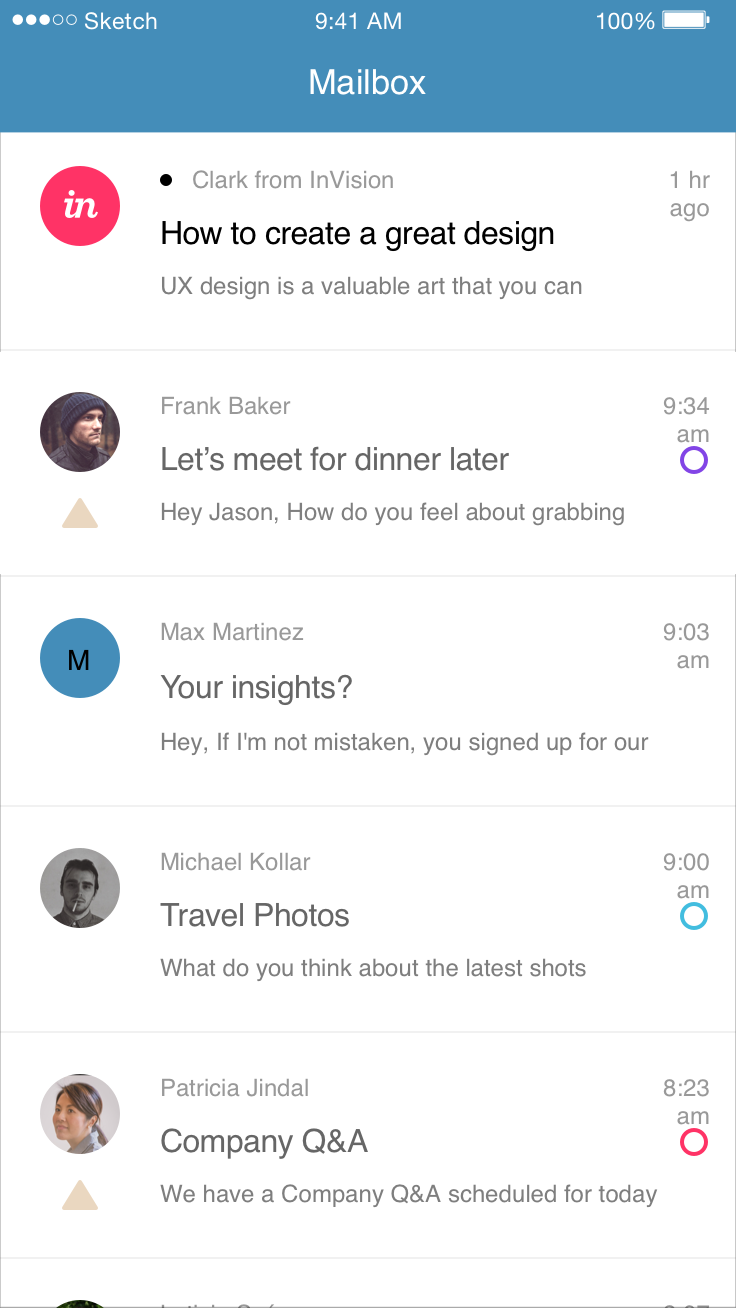 Sketch 9:41 AM 100%
Mailbox
in
Clark from InVision
1 hr
ago
How to create a great design
UX design is a valuable art that you can
Frank Baker
9:34
am
Let’s meet for dinner later
Hey Jason, How do you feel about grabbing
M
Max Martinez
9:03
am
Your insights?
Hey, If I'm not mistaken, you signed up for our
Michael Kollar
9:00
am
Travel Photos
What do you think about the latest shots
Patricia Jindal
8:23
am
Company Q&A
We have a Company Q&A scheduled for today